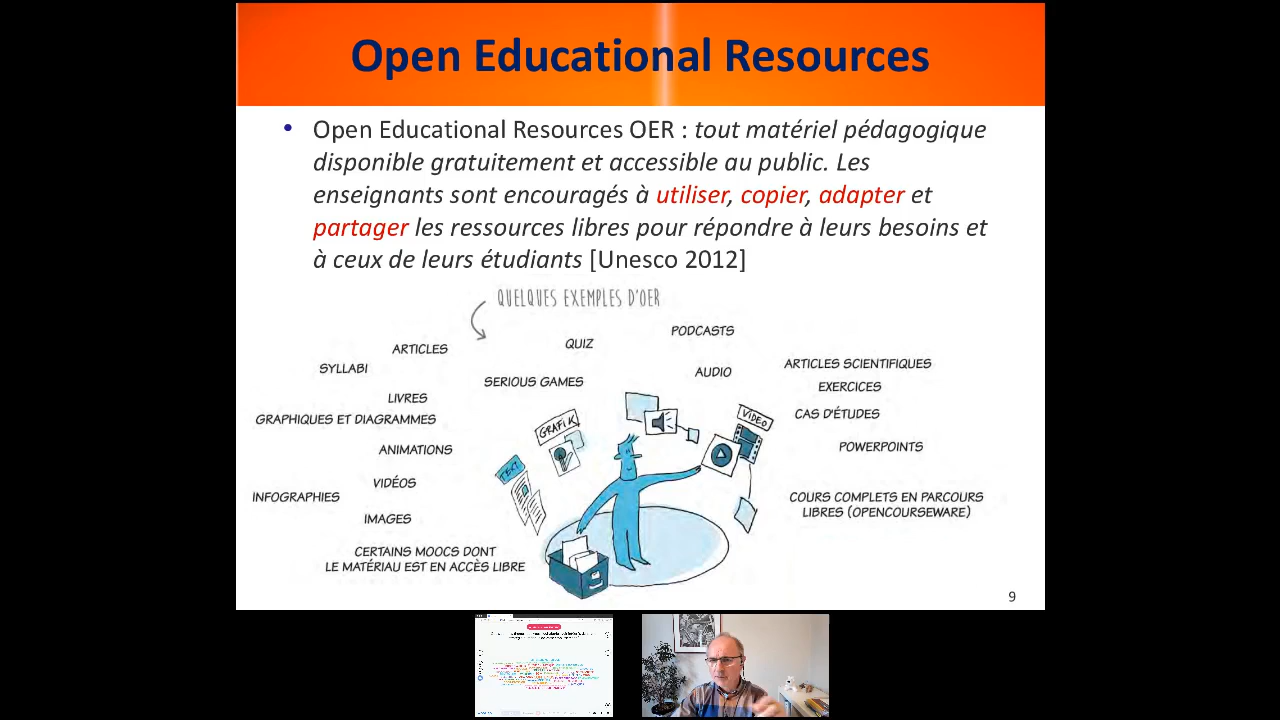 Open Educational Resources
• Open Educational Resources OER : tout matériel pédagogique
disponible gratuitement et accessible au public. Les
enseignants sont encouragés à utiliser, copier, adapter et
partager les ressources libres pour répondre à leurs besoins et
à ceux de leurs étudiants [Unesco 2012]
QUELQUES EXEMPLES D'OER
PODCASTS
ARTICLES
QUIZ
SYLLABI
SERIOUS GAMES
AUDIO
ARTICLES SCIENTIFIQUES
EXERCICES
LIVRES
GRAPHIQUES ET DIAGRAMMES
CAS D'ÉTUDES
GRAFIK
VIDEO
ANIMATIONS
POWERPOINTS
TEXT
VIDÉOS
INFOGRAPHIES
COURS COMPLETS EN PARCOURS
LIBRES (OPENCOURSEWARE)
IMAGES
CERTAINS MOOCS DONT
LE MATÉRIAU EST EN ACCÈS LIBRE
9